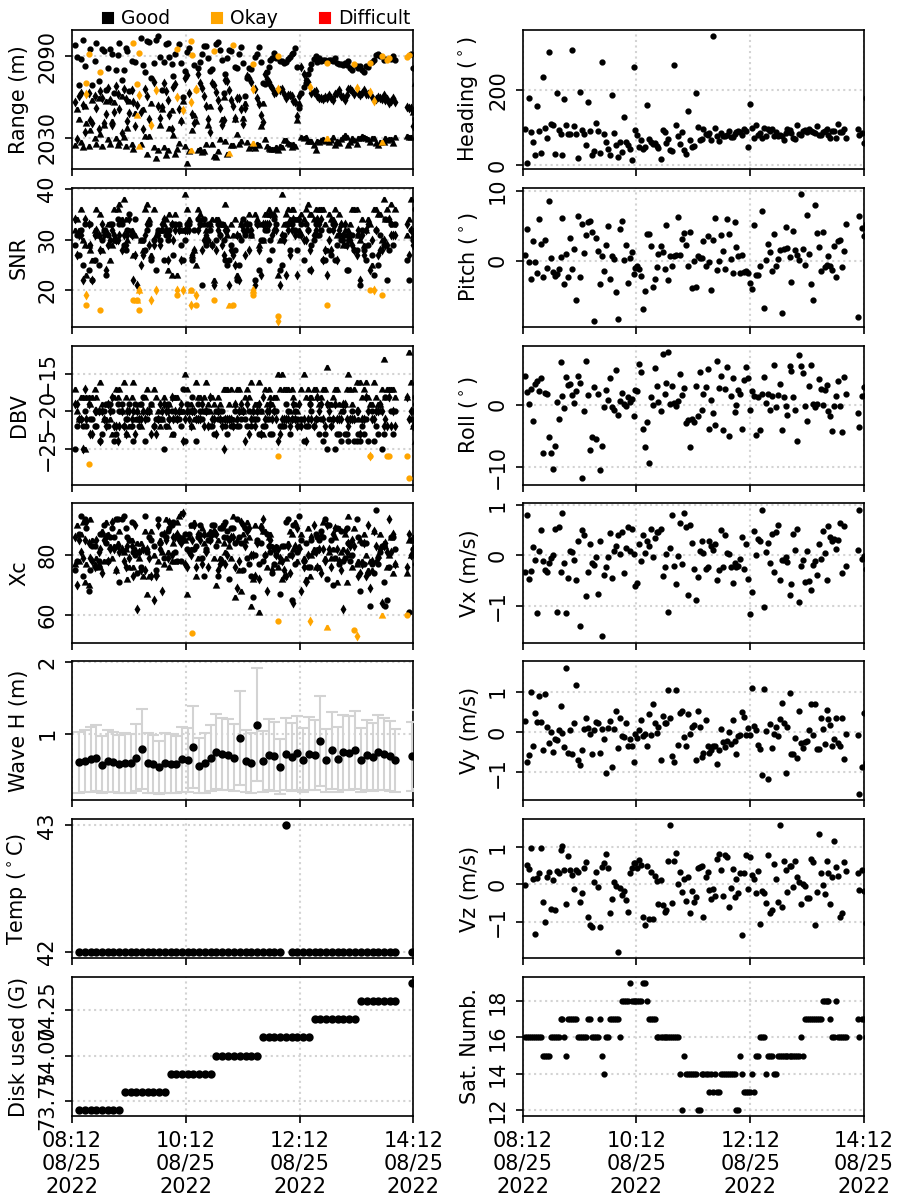 Good Okay Difficult
Range (m)
2090
2030
Heading (°)
200
0
SNR
40
30
20
Pitch (°)
10
0
DBV
−15
−20
−25
Roll (°)
0
−10
Xc
80
60
Vx (m/s)
1
0
−1
Wave H (m)
2
1
Vy (m/s)
1
0
−1
Temp (°C)
43
42
Vz (m/s)
1
0
−1
Disk used (G)
74.25
74.00
73.75
Sat. Numb.
18
16
14
12
08:12 10:12 12:12 14:12
08/25 08/25 08/25 08/25
2022 2022 2022 2022
08:12 10:12 12:12 14:12
08/25 08/25 08/25 08/25
2022 2022 2022 2022